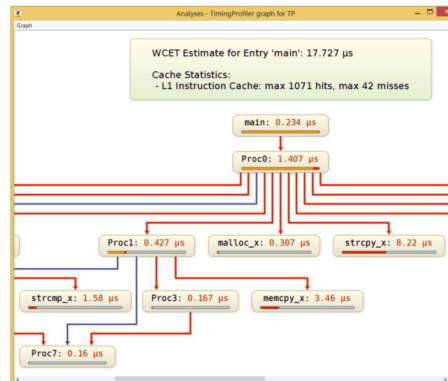 Analyses - TimingProfiler graph for TP
Graph
WCET Estimate for Entry 'main': 17.727 µs
Cache Statistics:
- L1 Instruction Cache: max 1071 hits, max 42 misses
main: 0.234 µs
Proc0: 1.407 µs
Proc1: 0.427 µs
malloc_x: 0.307 µs
strcpy_x: 8.22 µs
strcmp_x: 1.58 µs
Proc3: 0.167 µs
memcpy_x: 3.46 µs
Proc7: 0.16 µs